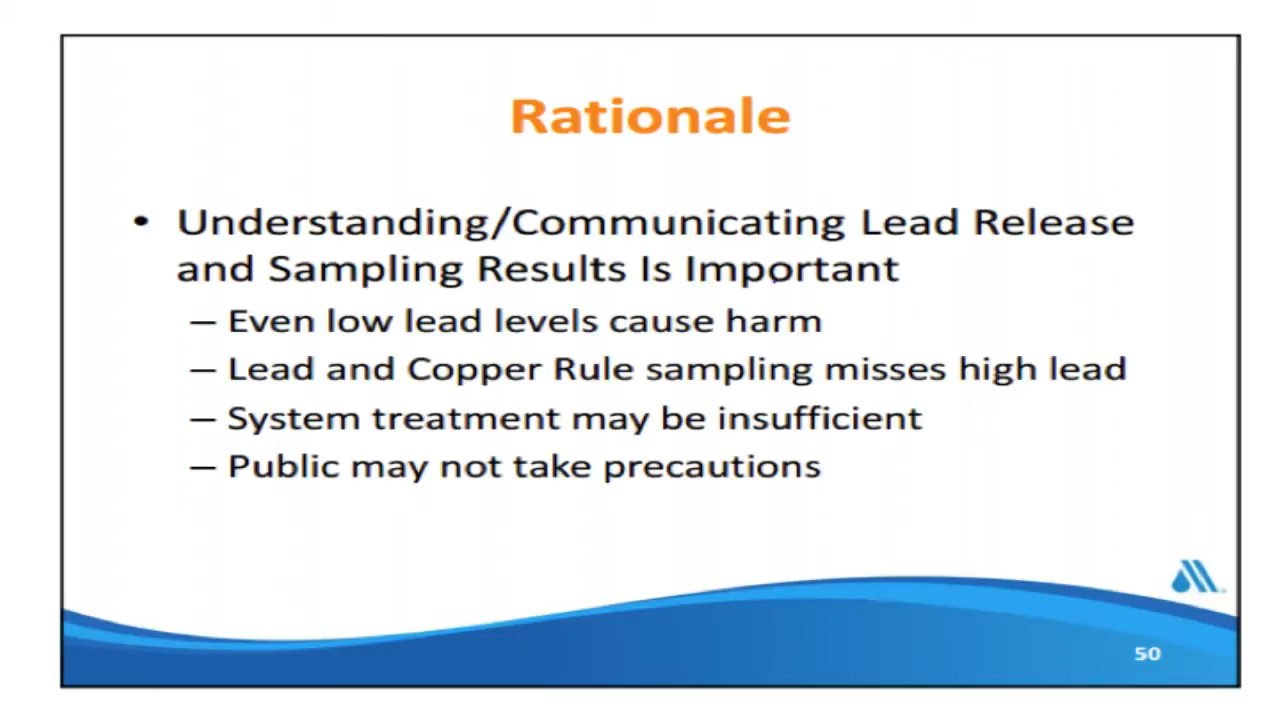 Rationale
• Understanding/Communicating Lead Release
and Sampling Results Is Important
– Even low lead levels cause harm
– Lead and Copper Rule sampling misses high lead
– System treatment may be insufficient
– Public may not take precautions
50